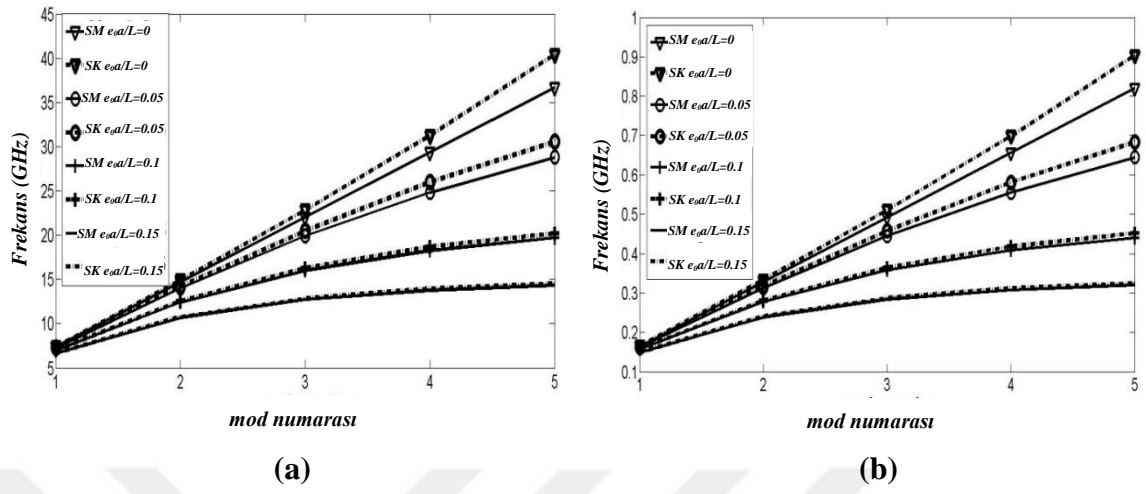 45
40
35
30
25
20
15
10
5
Frekans (GHz)
SM e₀a/L=0
SK e₀a/L=0
SM e₀a/L=0.05
SK e₀a/L=0.05
SM e₀a/L=0.1
SK e₀a/L=0.1
SM e₀a/L=0.15
SK e₀a/L=0.15
1 2 3 4 5
mod numarası
(a)
1
0.9
0.8
0.7
0.6
0.5
0.4
0.3
0.2
0.1
Frekans (GHz)
SM e₀a/L=0
SK e₀a/L=0
SM e₀a/L=0.05
SK e₀a/L=0.05
SM e₀a/L=0.1
SK e₀a/L=0.1
SM e₀a/L=0.15
SK e₀a/L=0.15
1 2 3 4 5
mod numarası
(b)